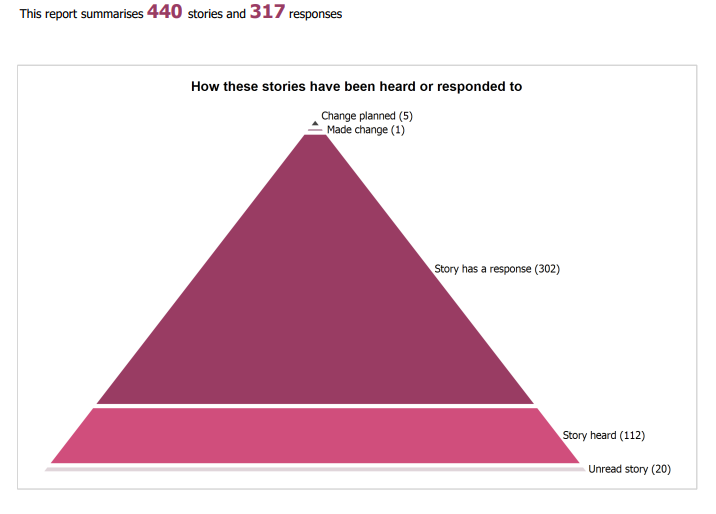 This report summarises 440 stories and 317 responses
How these stories have been heard or responded to
Change planned (5)
Made change (1)
Story has a response (302)
Story heard (112)
Unread story (20)